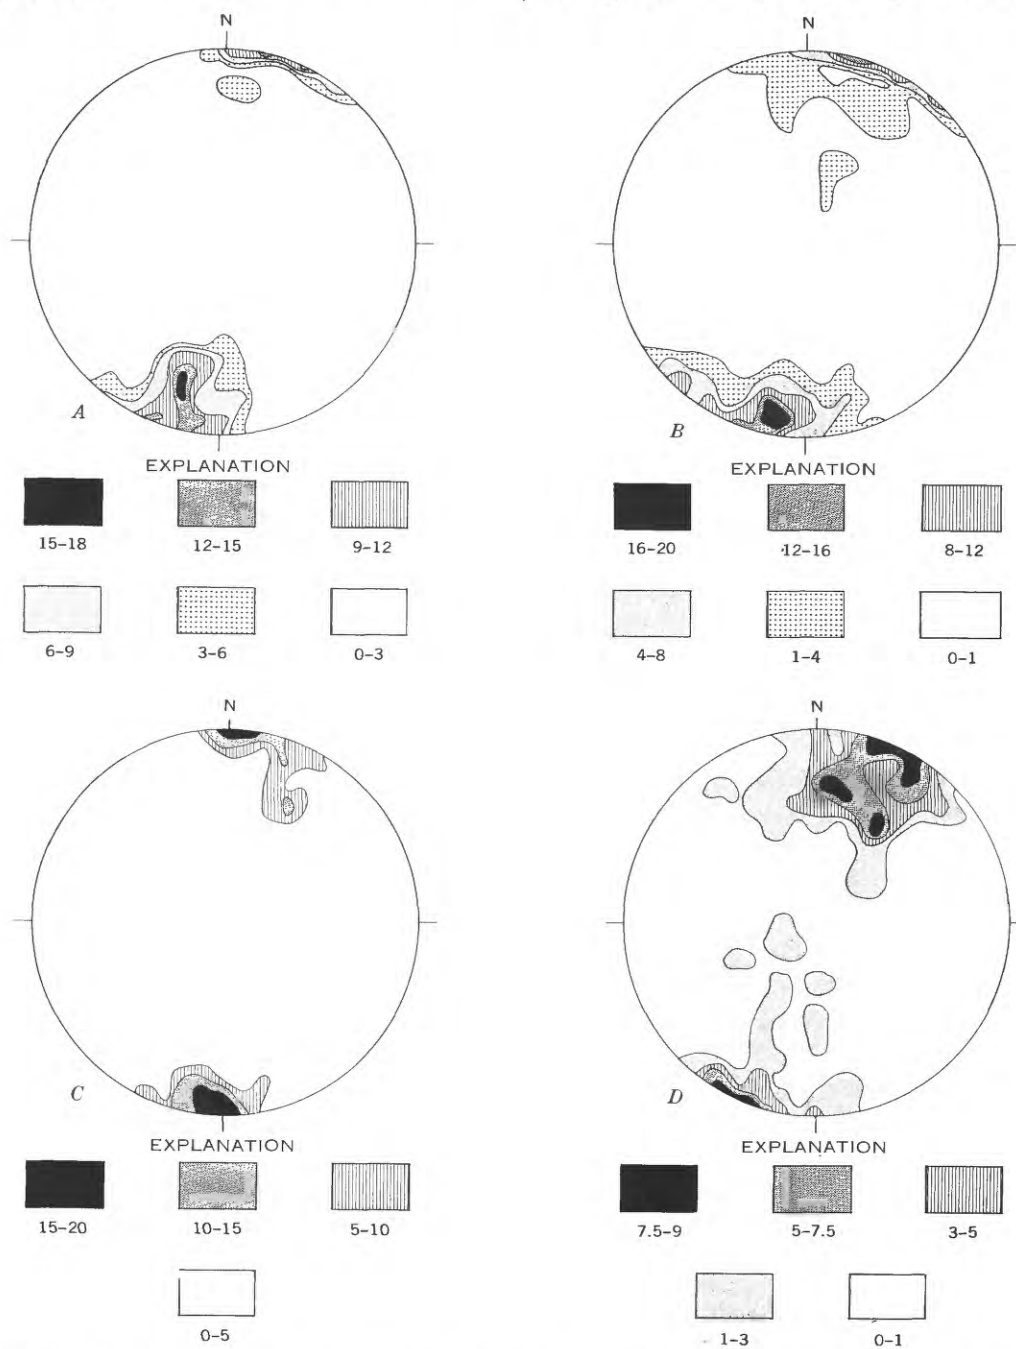 N
A
EXPLANATION
15-18
12-15
9-12
6-9
3-6
0-3
N
B
EXPLANATION
16-20
12-16
8-12
4-8
1-4
0-1
N
C
EXPLANATION
15-20
10-15
5-10
0-5
N
D
EXPLANATION
7.5-9
5-7.5
3-5
1-3
0-1